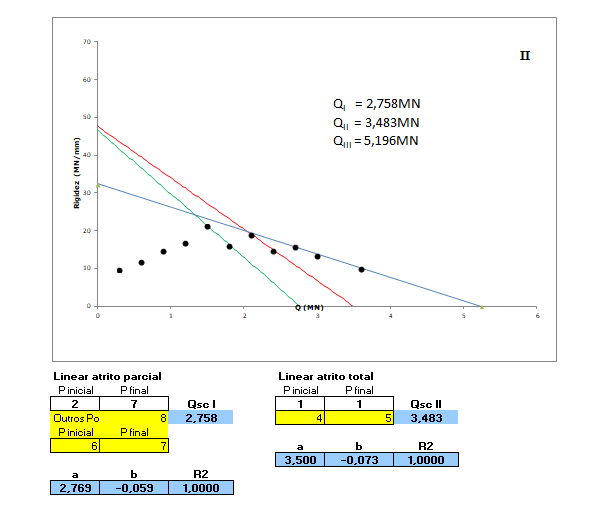 II
70
60
50
40
30
20
10
0
Rigidez (MN/mm)
Q_I = 2,758MN
Q_II = 3,483MN
Q_III = 5,196MN
Q (MN)
0 1 2 3 4 5 6
Linear atrito parcial
P inicial P final
2 7 Qsc I
Outros Po 8 2,758
P inicial P final
6 7
a b R2
2,769 -0,059 1,0000
Linear atrito total
P inicial P final
1 1 Qsc II
4 5 3,483
a b R2
3,500 -0,073 1,0000